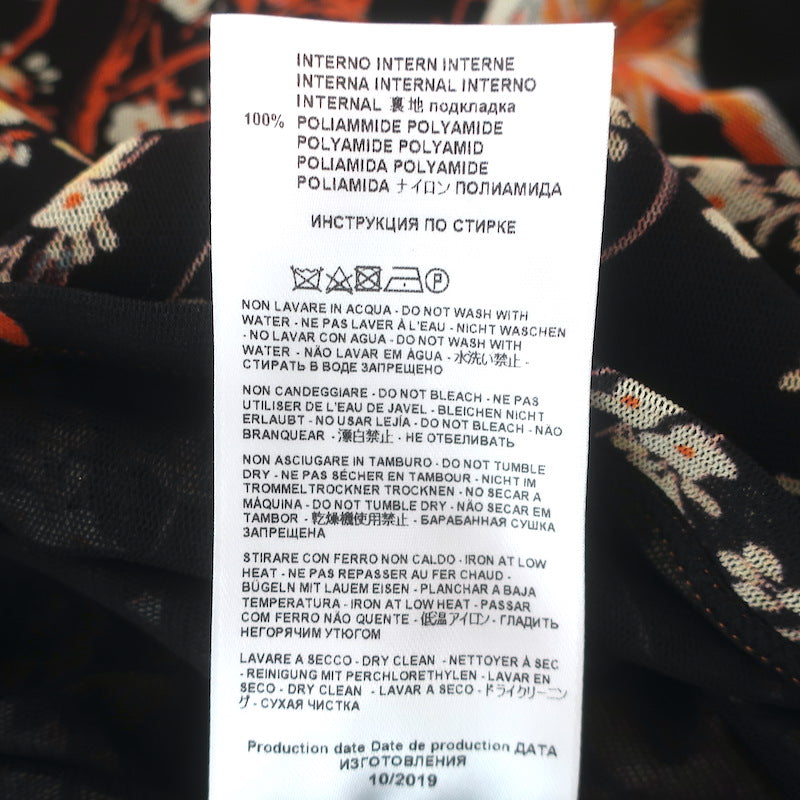 INTERNO INTERN INTERNE
INTERNA INTERNAL INTERNO
INTERNAL 裏地 подкладка
100% POLIAMMIDE POLYAMIDE
POLYAMIDE POLYAMID
POLIAMIDA POLYAMIDE
POLIAMIDA ナイロン ПОЛИАМИДА
ИНСТРУКЦИЯ ПО СТИРКЕ
P
NON LAVARE IN ACQUA - DO NOT WASH WITH
WATER - NE PAS LAVER À L'EAU - NICHT WASCHEN
- NO LAVAR CON AGUA - DO NOT WASH WITH
WATER - NÃO LAVAR EM ÁGUA - 水洗い禁止 -
СТИРАТЬ В ВОДЕ ЗАПРЕЩЕНО
NON CANDEGGIARE - DO NOT BLEACH - NE PAS
UTILISER DE L'EAU DE JAVEL - BLEICHEN NICHT
ERLAUBT - NO USAR LEJÍA - DO NOT BLEACH - NÃO
BRANQUEAR - 漂白禁止 - НЕ ОТБЕЛИВАТЬ
NON ASCIUGARE IN TAMBURO - DO NOT TUMBLE
DRY - NE PAS SÉCHER EN TAMBOUR - NICHT IM
TROMMELTROCKNER TROCKNEN - NO SECAR A
MÁQUINA - DO NOT TUMBLE DRY - NÃO SECAR EM
TAMBOR - 乾燥機使用禁止 - БАРАБАННАЯ СУШКА
ЗАПРЕЩЕНА
STIRARE CON FERRO NON CALDO - IRON AT LOW
HEAT - NE PAS REPASSER AU FER CHAUD -
BÜGELN MIT LAUEM EISEN - PLANCHAR A BAJA
TEMPERATURA - IRON AT LOW HEAT - PASSAR
COM FERRO NÃO QUENTE - 低温アイロン - ГЛАДИТЬ
НЕГОРЯЧИМ УТЮГОМ
LAVARE A SECCO - DRY CLEAN - NETTOYER À SEC
- REINIGUNG MIT PERCHLORETHYLEN - LAVAR EN
SECO - DRY CLEAN - LAVAR A SECO - ドライクリーニン
グ - СУХАЯ ЧИСТКА
Production date Date de production ДАТА
ИЗГОТОВЛЕНИЯ
10/2019